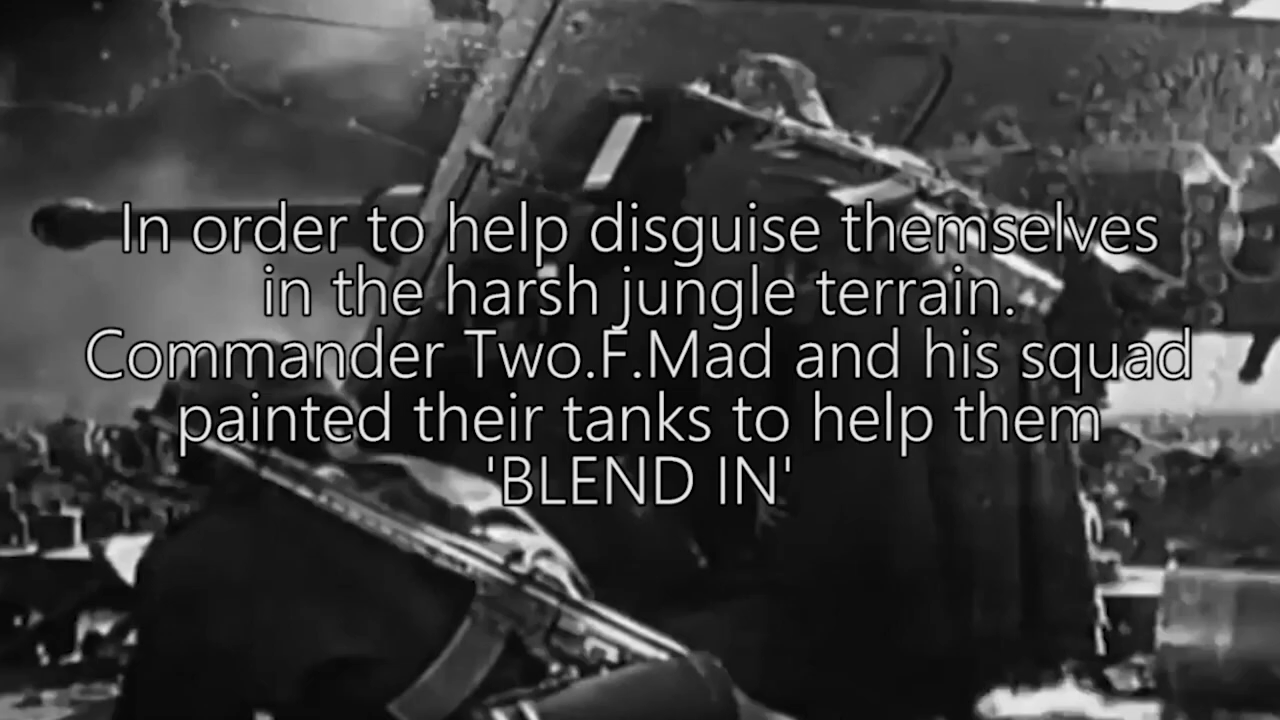 In order to help disguise themselves
in the harsh jungle terrain.
Commander Two.F.Mad and his squad
painted their tanks to help them
'BLEND IN'